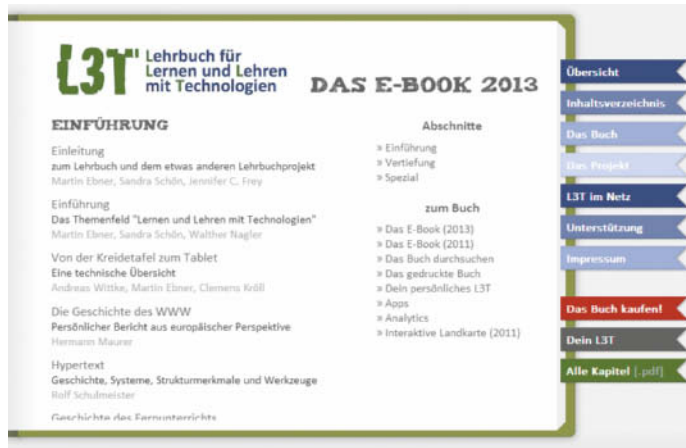 L3T Lehrbuch für
Lernen und Lehren
mit Technologien
DAS E-BOOK 2013
EINFÜHRUNG
Einleitung
zum Lehrbuch und dem etwas anderen Lehrbuchprojekt
Martin Ebner, Sandra Schön, Jennifer C. Frey
Einführung
Das Themenfeld "Lernen und Lehren mit Technologien"
Martin Ebner, Sandra Schön, Walther Nagler
Von der Kreidetafel zum Tablet
Eine technische Übersicht
Andreas Wittke, Martin Ebner, Clemens Kröll
Die Geschichte des WWW
Persönlicher Bericht aus europäischer Perspektive
Hermann Maurer
Hypertext
Geschichte, Systeme, Strukturmerkmale und Werkzeuge
Rolf Schulmeister
Geschichte des Fernunterrichts
Abschnitte
» Einführung
» Vertiefung
» Spezial
zum Buch
» Das E-Book (2013)
» Das E-Book (2011)
» Das Buch durchsuchen
» Das gedruckte Buch
» Dein persönliches L3T
» Apps
» Analytics
» Interaktive Landkarte (2011)
Übersicht
Inhaltsverzeichnis
Das Buch
Das Projekt
L3T im Netz
Unterstützung
Impressum
Das Buch kaufen!
Dein L3T
Alle Kapitel [.pdf]